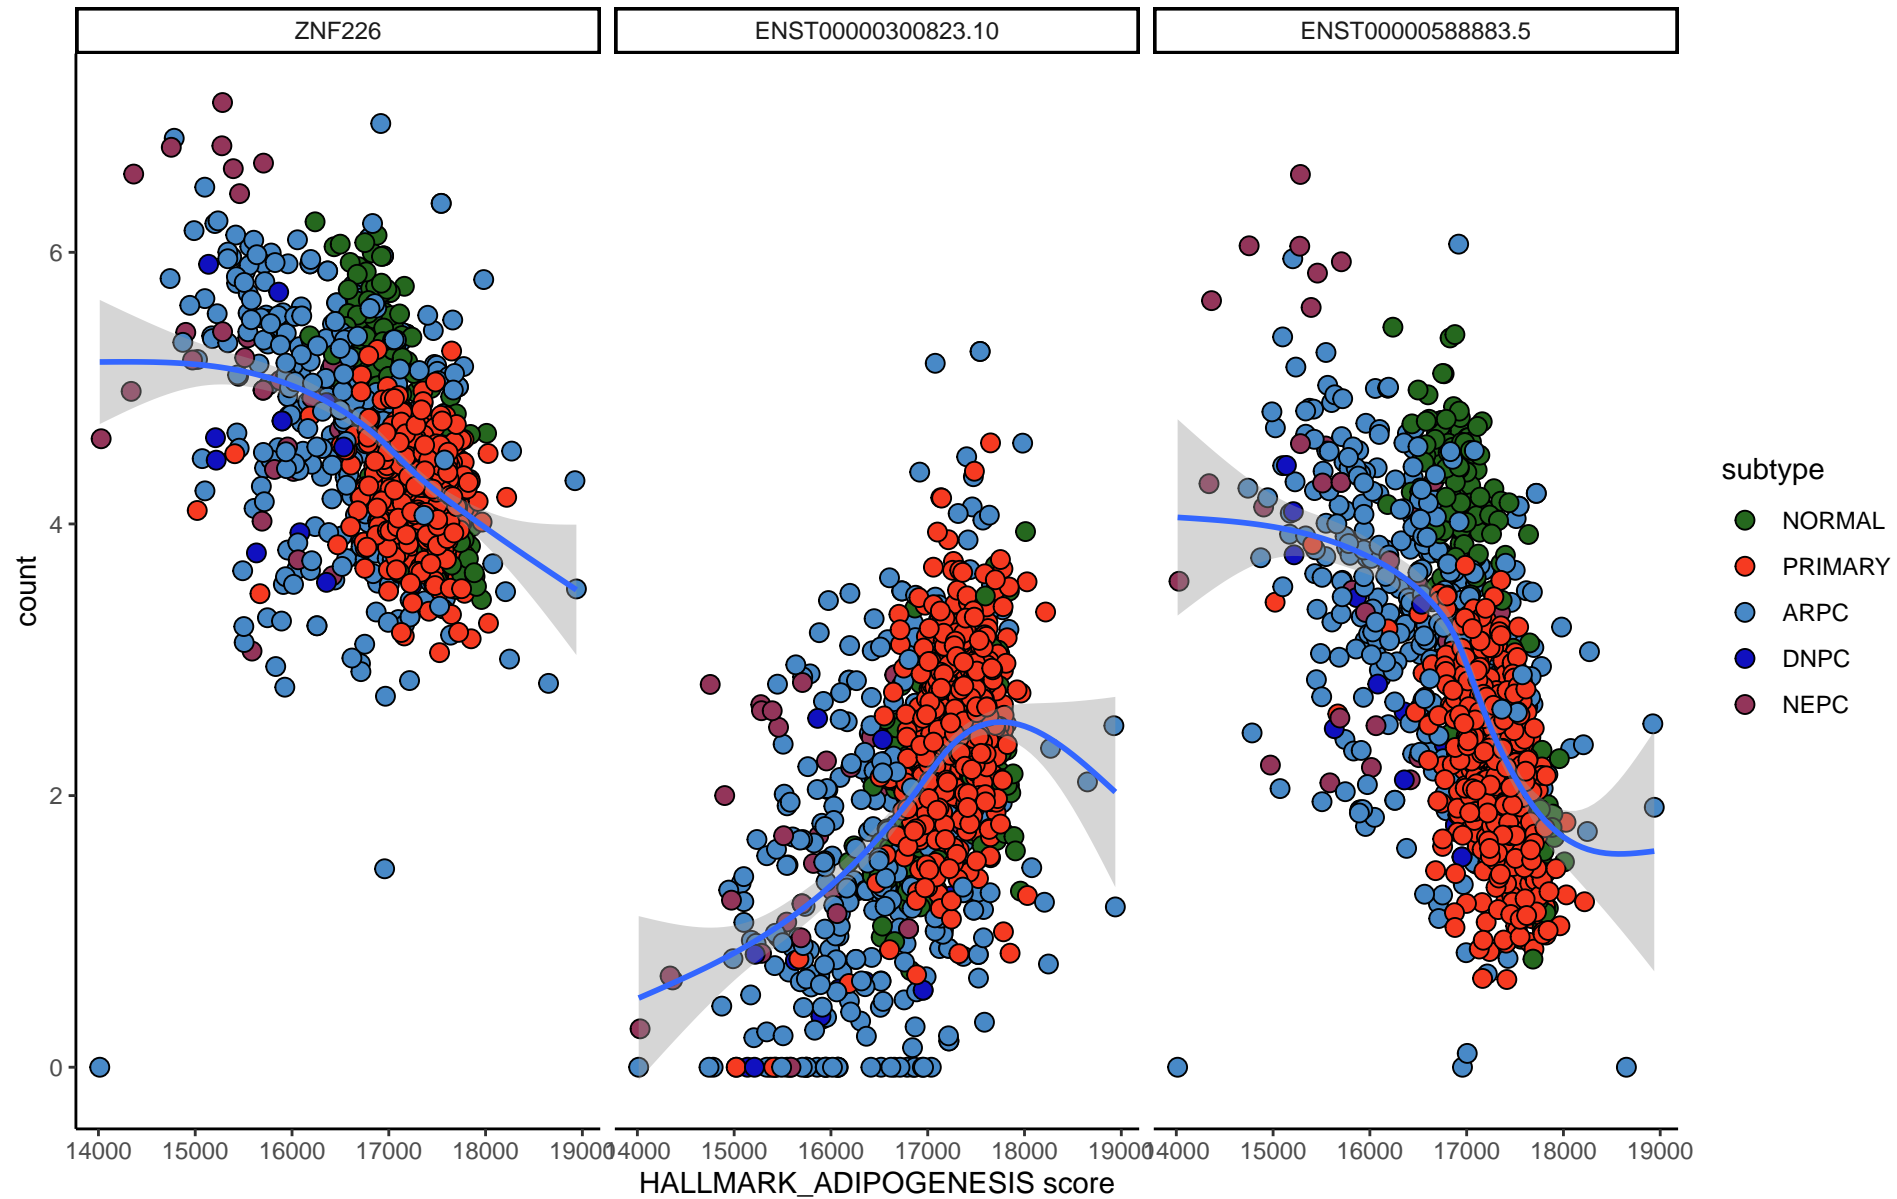 ZNF226 ENST00000300823.10 ENST00000588883.5
6
4
2
0
count
14000 15000 16000 17000 18000 19000 14000 15000 16000 17000 18000 19000 14000 15000 16000 17000 18000 19000
HALLMARK_ADIPOGENESIS score
subtype
NORMAL
PRIMARY
ARPC
DNPC
NEPC